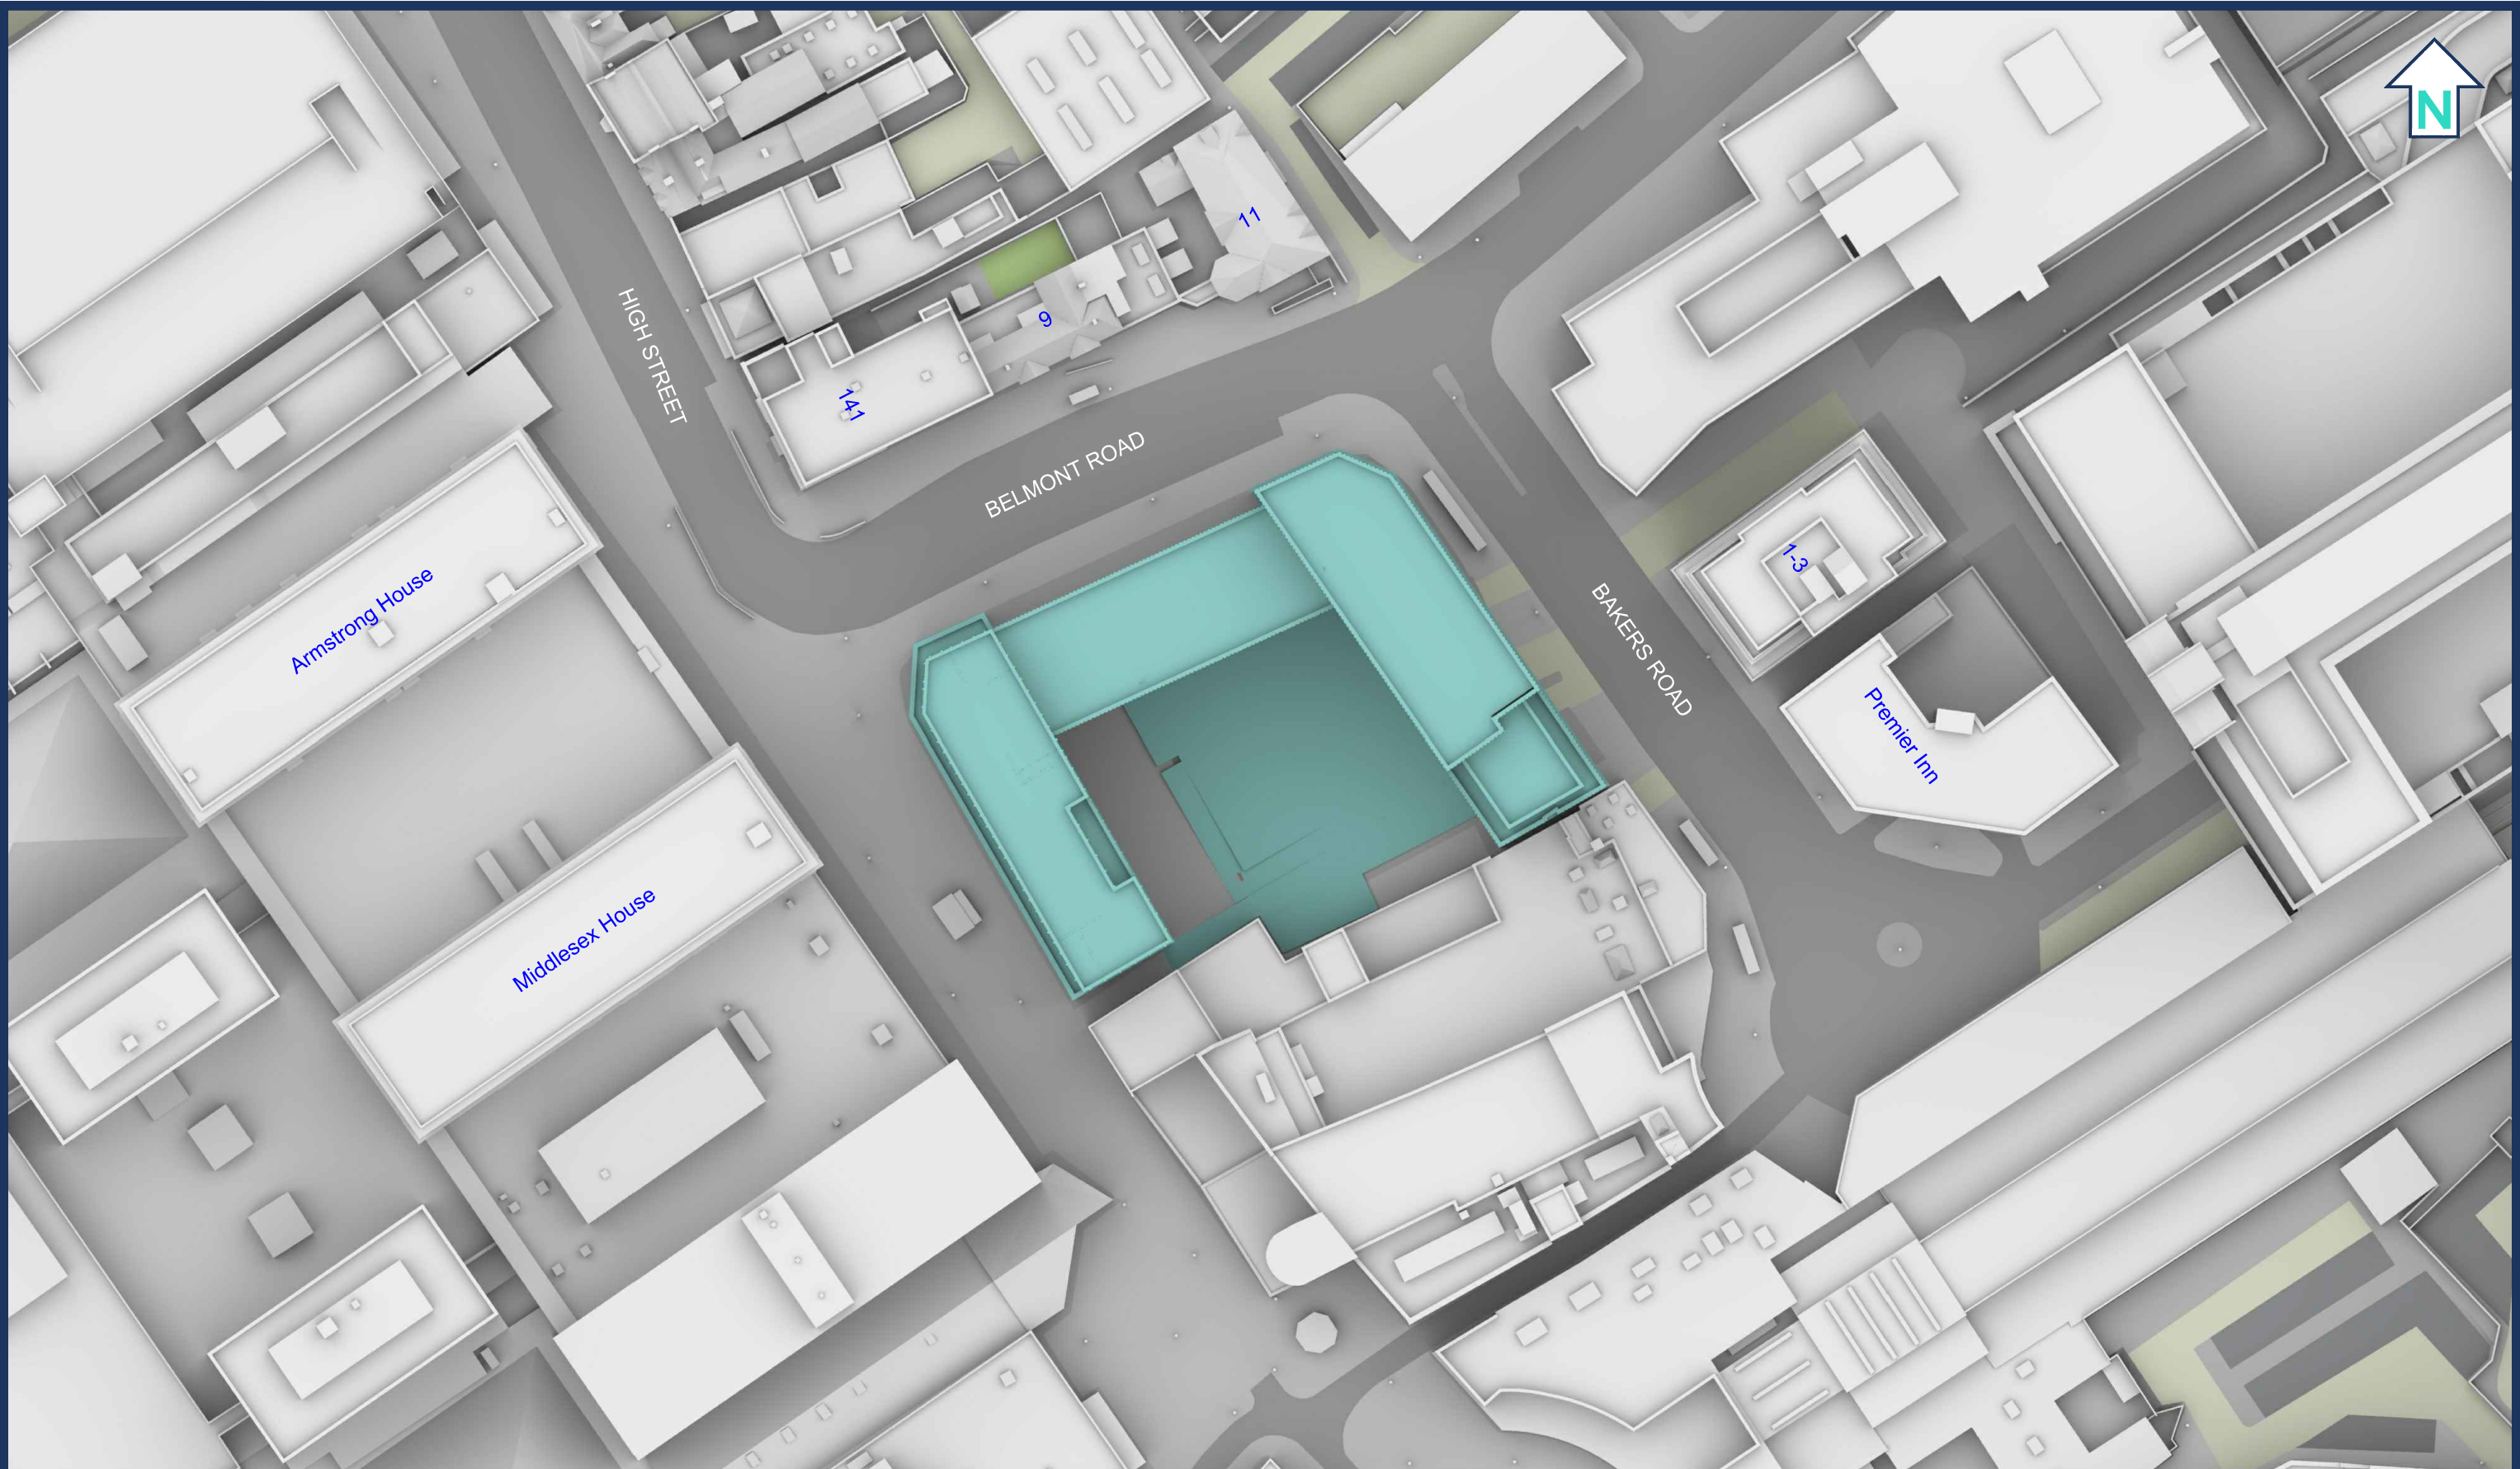 N
11
HIGH STREET
9
141
BELMONT ROAD
1-3
Armstrong House
BAKERS ROAD
Premier Inn
Middlesex House